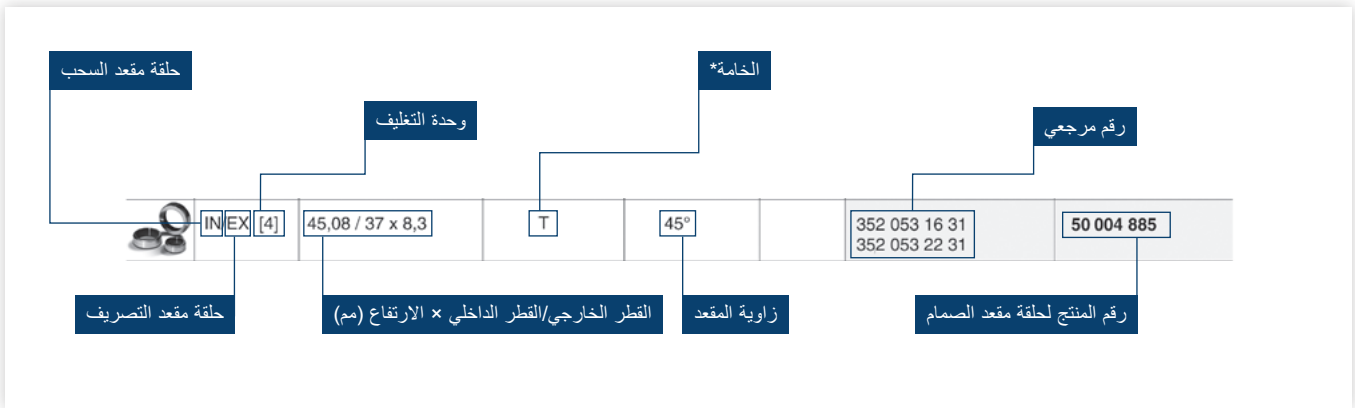 حلقة مقعد السحب
الخامة*
وحدة التغليف
رقم مرجعي
IN/EX [4] 45,08 / 37 x 8,3 T 45° 352 053 16 31 50 004 885
352 053 22 31
حلقة مقعد التصريف
القطر الخارجي/القطر الداخلي × الارتفاع (مم)
زاوية المقعد
رقم المنتج لحلقة مقعد الصمام